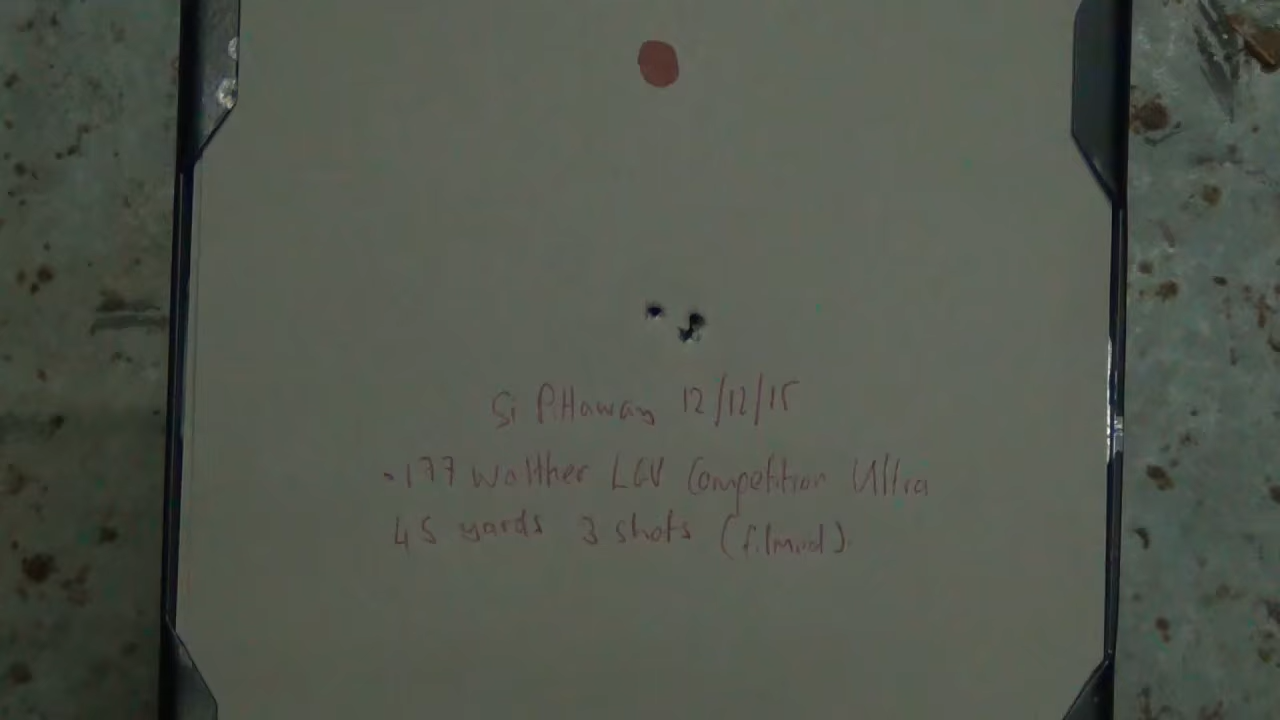 Si Pittaway 12/12/15
.177 Walther LGV Competition Ultra
45 yards 3 shots (filmed).